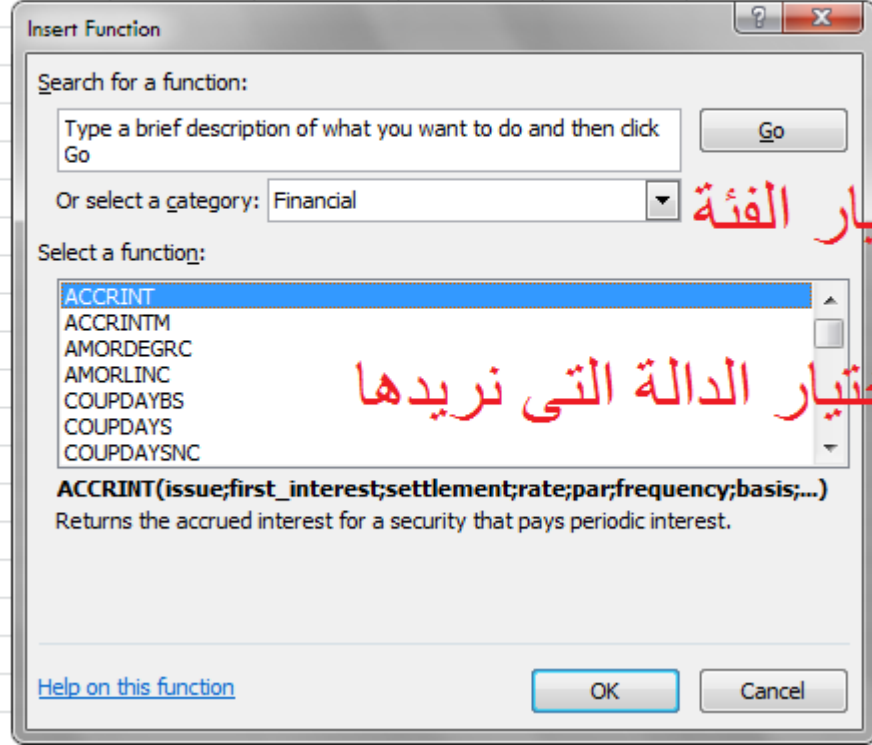 Insert Function
Search for a function:
Type a brief description of what you want to do and then click
Go
Go
Or select a category: Financial
الفئة
Select a function:
ACCRINT
ACCRINTM
AMORDEGRC
AMORLINC
COUPDAYBS
COUPDAYS
COUPDAYSNC
الدالة التى نريدها
ACCRINT(issue;first_interest;settlement;rate;par;frequency;basis;...)
Returns the accrued interest for a security that pays periodic interest.
Help on this function
OK
Cancel